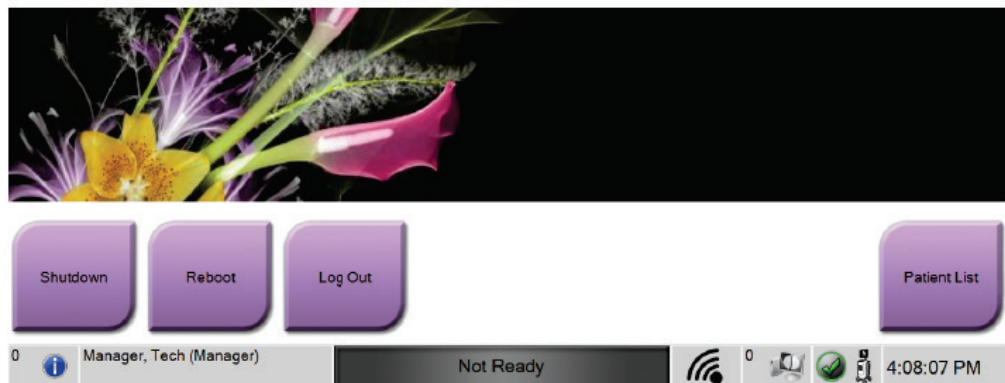 Shutdown
Reboot
Log Out
Patient List
0
Manager, Tech (Manager)
Not Ready
0
4:08:07 PM